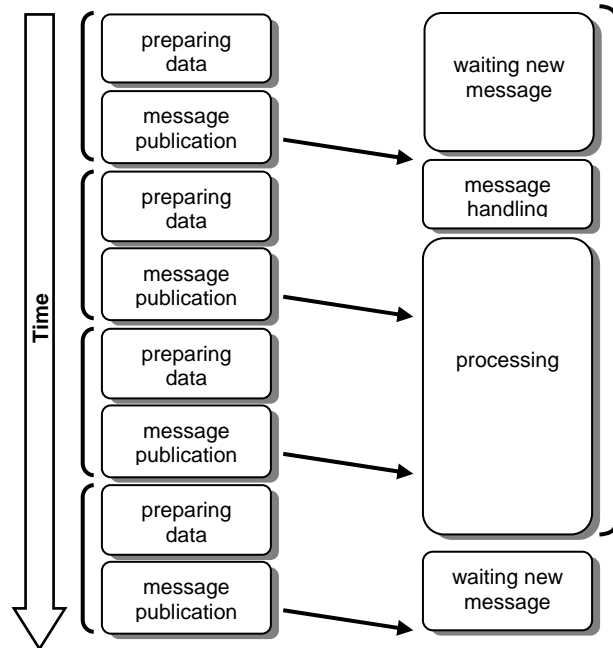 Time
preparing
data
message
publication
preparing
data
message
publication
preparing
data
message
publication
preparing
data
message
publication
waiting new
message
message
handling
processing
waiting new
message